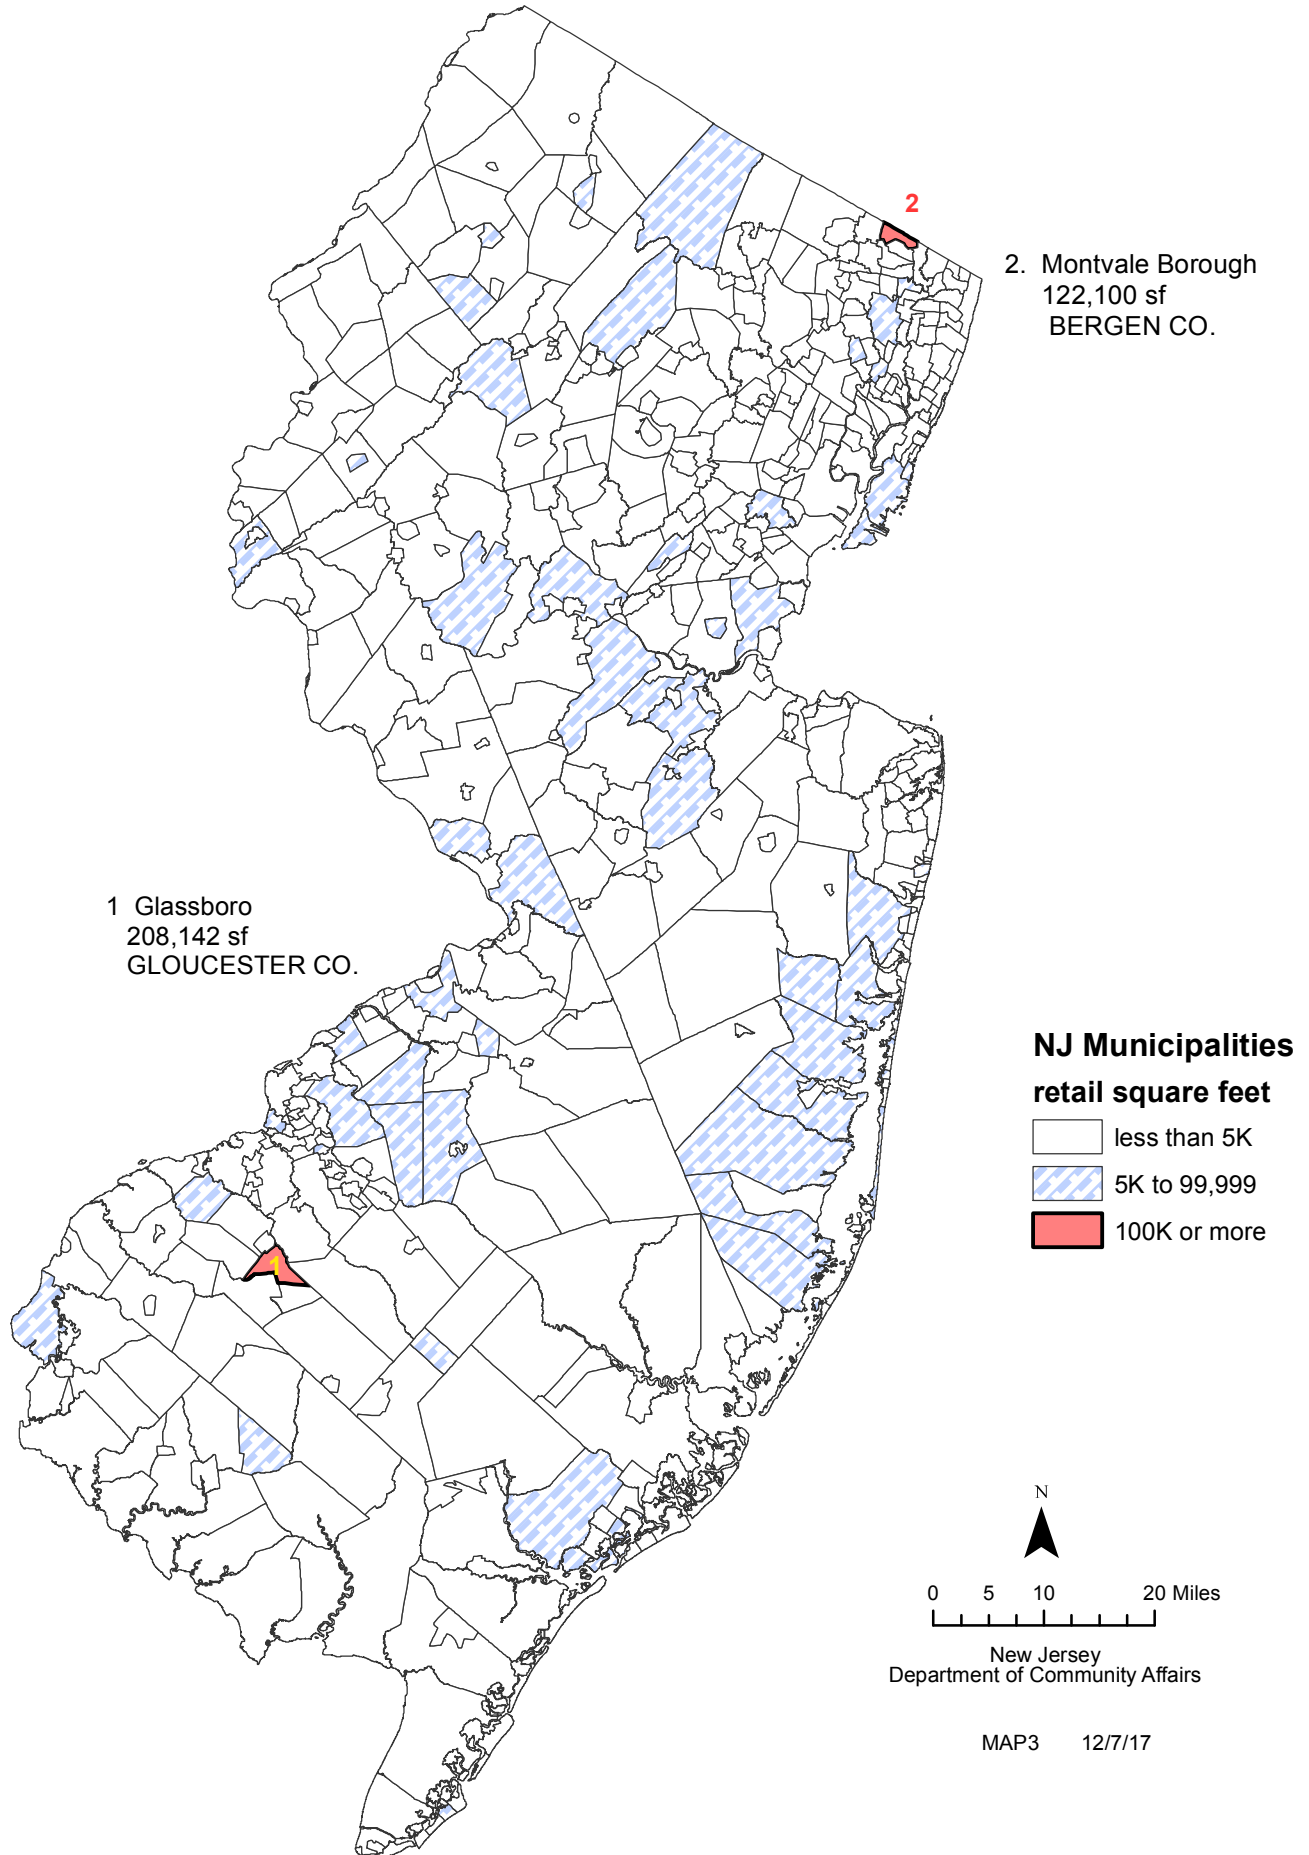 2
2. Montvale Borough
122,100 sf
BERGEN CO.
1 Glassboro
208,142 sf
GLOUCESTER CO.
1
NJ Municipalities
retail square feet
less than 5K
5K to 99,999
100K or more
N
0 5 10 20 Miles
New Jersey
Department of Community Affairs
MAP3 12/7/17